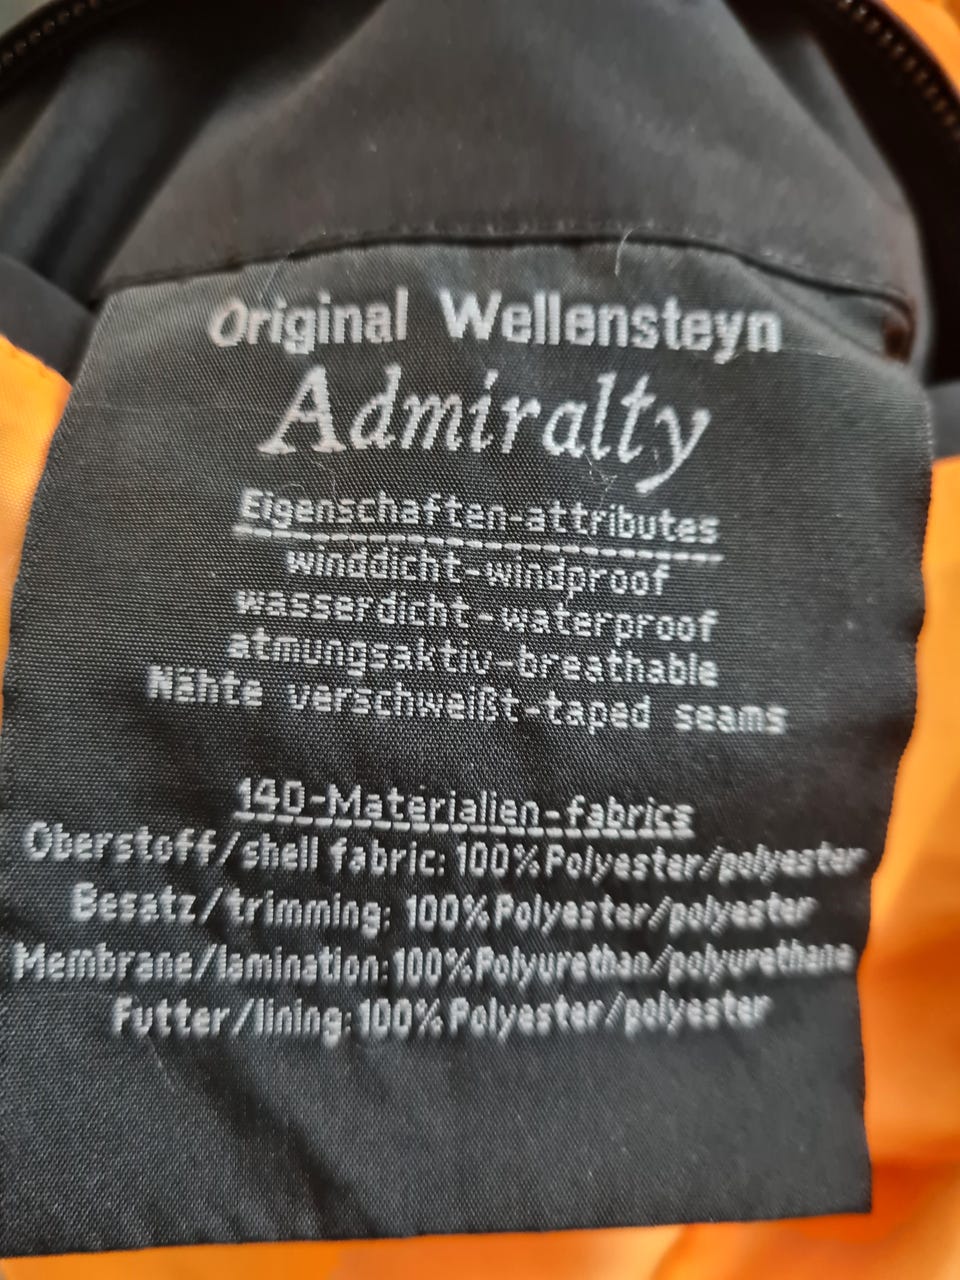 Original Wellensteyn
Admiralty
Eigenschaften-attributes
winddicht-windproof
wasserdicht-waterproof
atmungsaktiv-breathable
Nähte verschweißt-taped seams
140-Materialien-fabrics
Oberstoff/shell fabric: 100% Polyester/polyester
Besatz/trimming: 100% Polyester/polyester
Membrane/lamination: 100% Polyurethan/polyurethane
Futter/lining: 100% Polyester/polyester